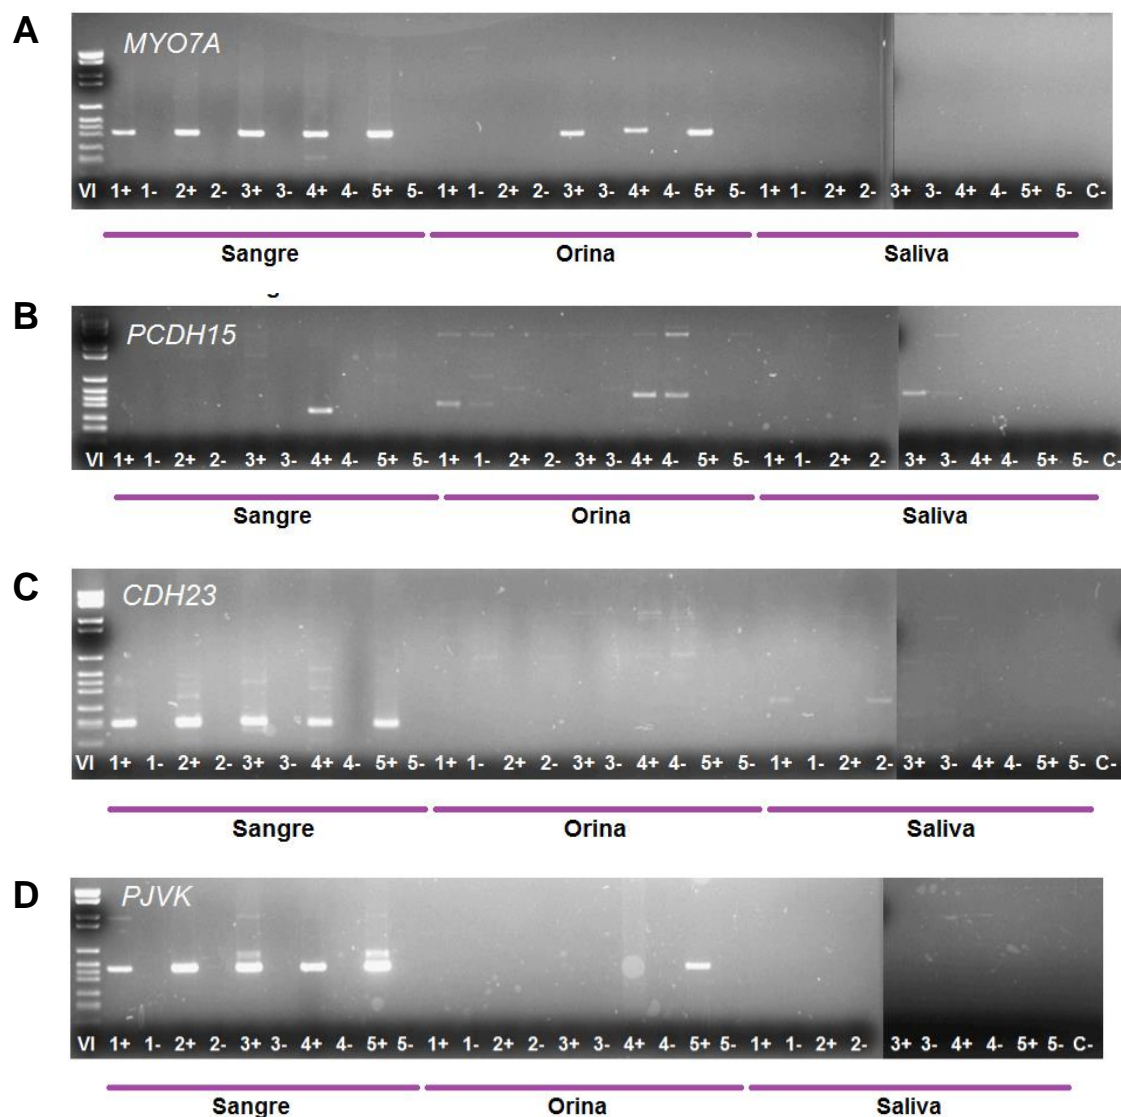 A
MYO7A
VI 1+ 1- 2+ 2- 3+ 3- 4+ 4- 5+ 5- 1+ 1- 2+ 2- 3+ 3- 4+ 4- 5+ 5- 1+ 1- 2+ 2- 3+ 3- 4+ 4- 5+ 5- C-
Sangre Orina Saliva
B
PCDH15
VI 1+ 1- 2+ 2- 3+ 3- 4+ 4- 5+ 5- 1+ 1- 2+ 2- 3+ 3- 4+ 4- 5+ 5- 1+ 1- 2+ 2- 3+ 3- 4+ 4- 5+ 5- C-
Sangre Orina Saliva
C
CDH23
VI 1+ 1- 2+ 2- 3+ 3- 4+ 4- 5+ 5- 1+ 1- 2+ 2- 3+ 3- 4+ 4- 5+ 5- 1+ 1- 2+ 2- 3+ 3- 4+ 4- 5+ 5- C-
Sangre Orina Saliva
D
PJVK
VI 1+ 1- 2+ 2- 3+ 3- 4+ 4- 5+ 5- 1+ 1- 2+ 2- 3+ 3- 4+ 4- 5+ 5- 1+ 1- 2+ 2- 3+ 3- 4+ 4- 5+ 5- C-
Sangre Orina Saliva